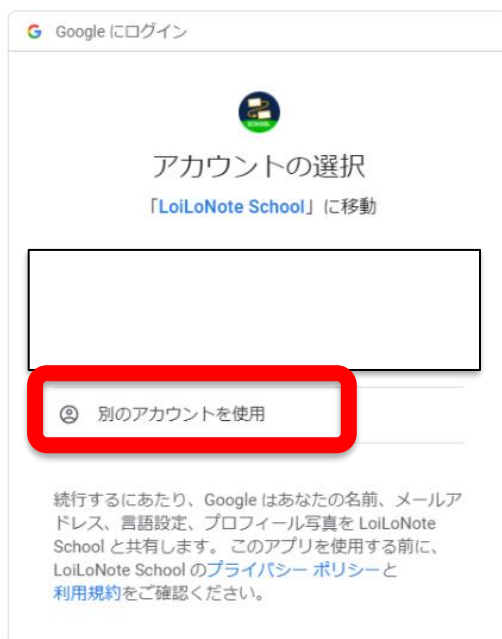 Google にログイン
SCHOOL
アカウントの選択
「LoiLoNote School」に移動
別のアカウントを使用
続行するにあたり、Google はあなたの名前、メールア
ドレス、言語設定、プロフィール写真を LoiLoNote
School と共有します。このアプリを使用する前に、
LoiLoNote School のプライバシー ポリシーと
利用規約をご確認ください。